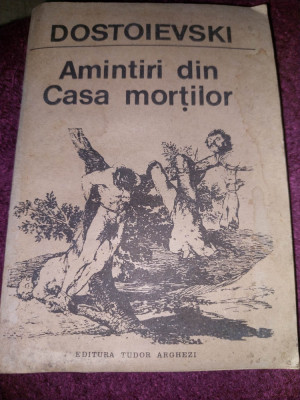 DOSTOIEVSKI
Amintiri din
Casa morților
EDITURA TUDOR ARGHEZI